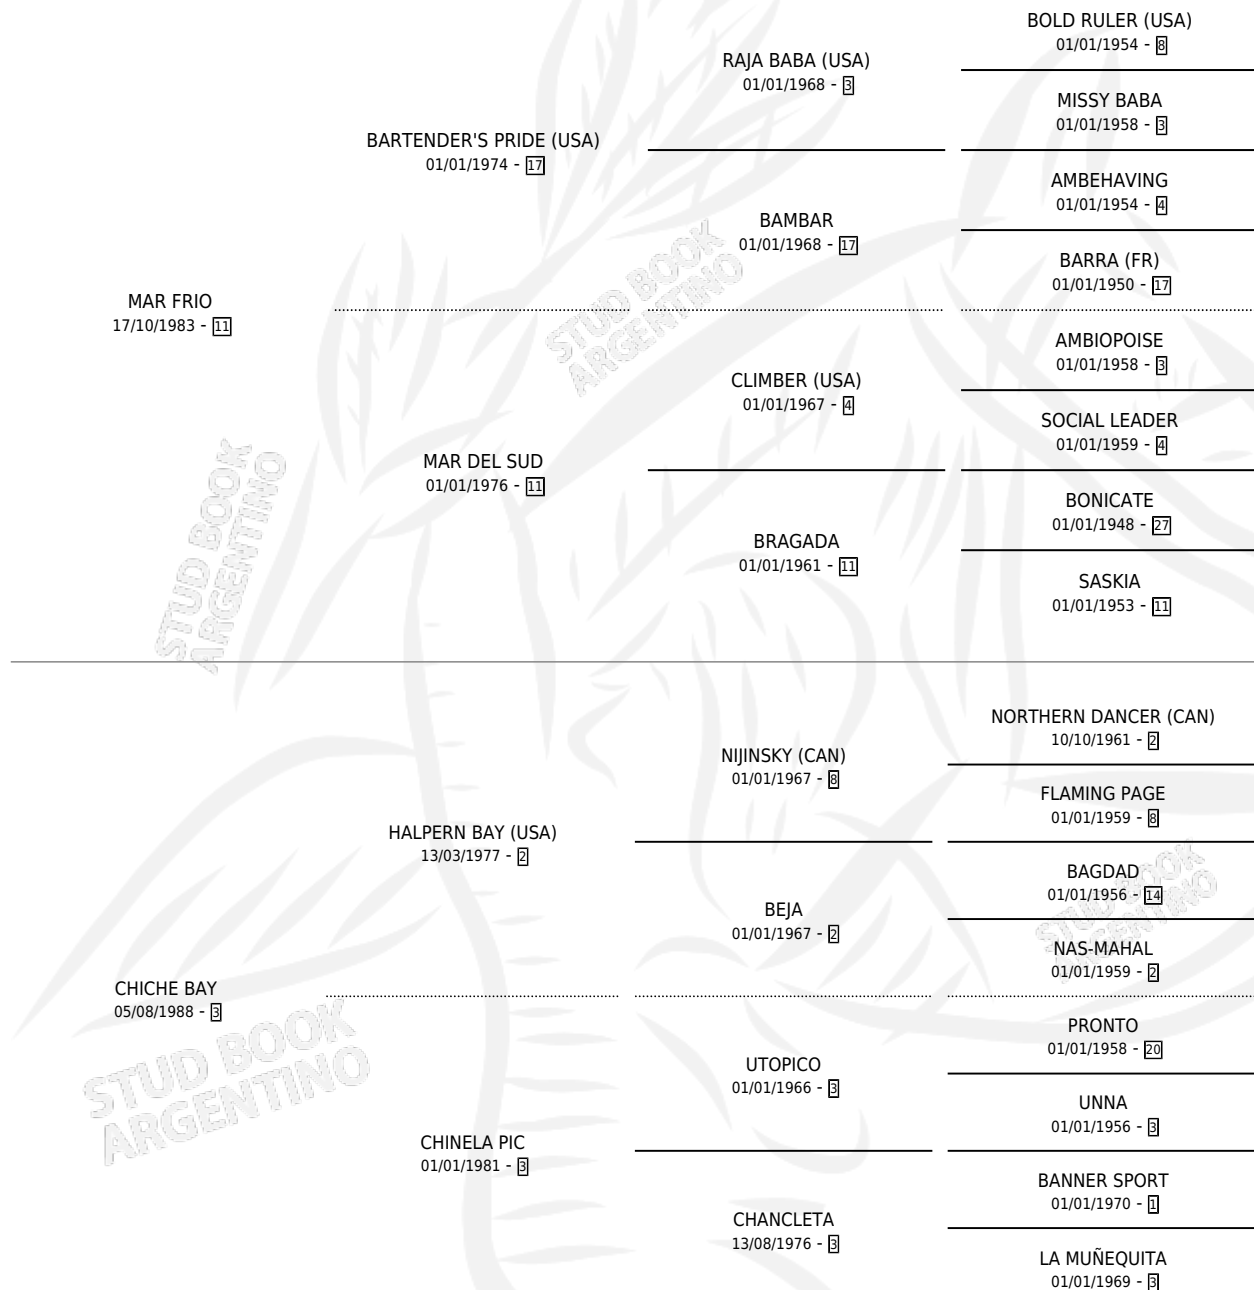 BOLD RULER (USA)
01/01/1954 - 8
RAJA BABA (USA)
01/01/1968 - 3
MISSY BABA
01/01/1958 - 3
BARTENDER'S PRIDE (USA)
01/01/1974 - 17
AMBEHAVING
01/01/1954 - 4
BAMBAR
01/01/1968 - 17
BARRA (FR)
01/01/1950 - 17
MAR FRIO
17/10/1983 - 11
STUD BOOK
ARGENTINO
AMBIOPOISE
01/01/1958 - 3
CLIMBER (USA)
01/01/1967 - 4
SOCIAL LEADER
01/01/1959 - 4
MAR DEL SUD
01/01/1976 - 11
BONICATE
01/01/1948 - 27
BRAGADA
01/01/1961 - 11
SASKIA
01/01/1953 - 11
STUD BOOK
ARGENTINO
NORTHERN DANCER (CAN)
10/10/1961 - 2
NIJINSKY (CAN)
01/01/1967 - 8
FLAMING PAGE
01/01/1959 - 8
HALPERN BAY (USA)
13/03/1977 - 2
BAGDAD
01/01/1956 - 14
BEJA
01/01/1967 - 2
NAS-MAHAL
01/01/1959 - 2
STUD BOOK
ARGENTINO
CHICHE BAY
05/08/1988 - 3
PRONTO
01/01/1958 - 20
UTOPICO
01/01/1966 - 3
UNNA
01/01/1956 - 3
STUD BOOK
ARGENTINO
CHINELA PIC
01/01/1981 - 3
BANNER SPORT
01/01/1970 - 1
CHANCLETA
13/08/1976 - 3
LA MUÑEQUITA
01/01/1969 - 3